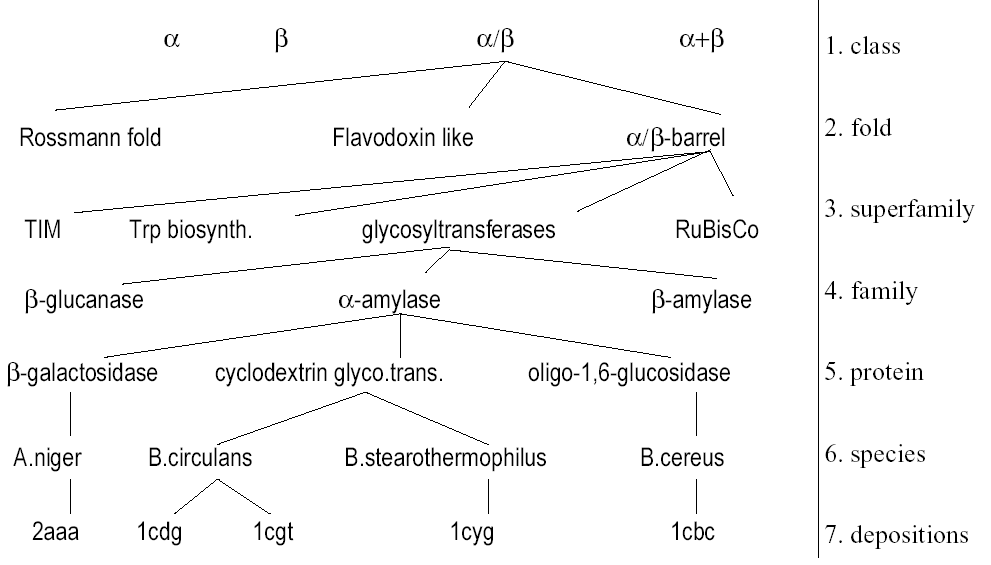 α β α/β α+β 1. class
Rossmann fold Flavodoxin like α/β-barrel 2. fold
TIM Trp biosynth. glycosyltransferases RuBisCo 3. superfamily
β-glucanase α-amylase β-amylase 4. family
β-galactosidase cyclodextrin glyco.trans. oligo-1,6-glucosidase 5. protein
A.niger B.circulans B.stearothermophilus B.cereus 6. species
2aaa 1cdg 1cgt 1cyg 1cbc 7. depositions